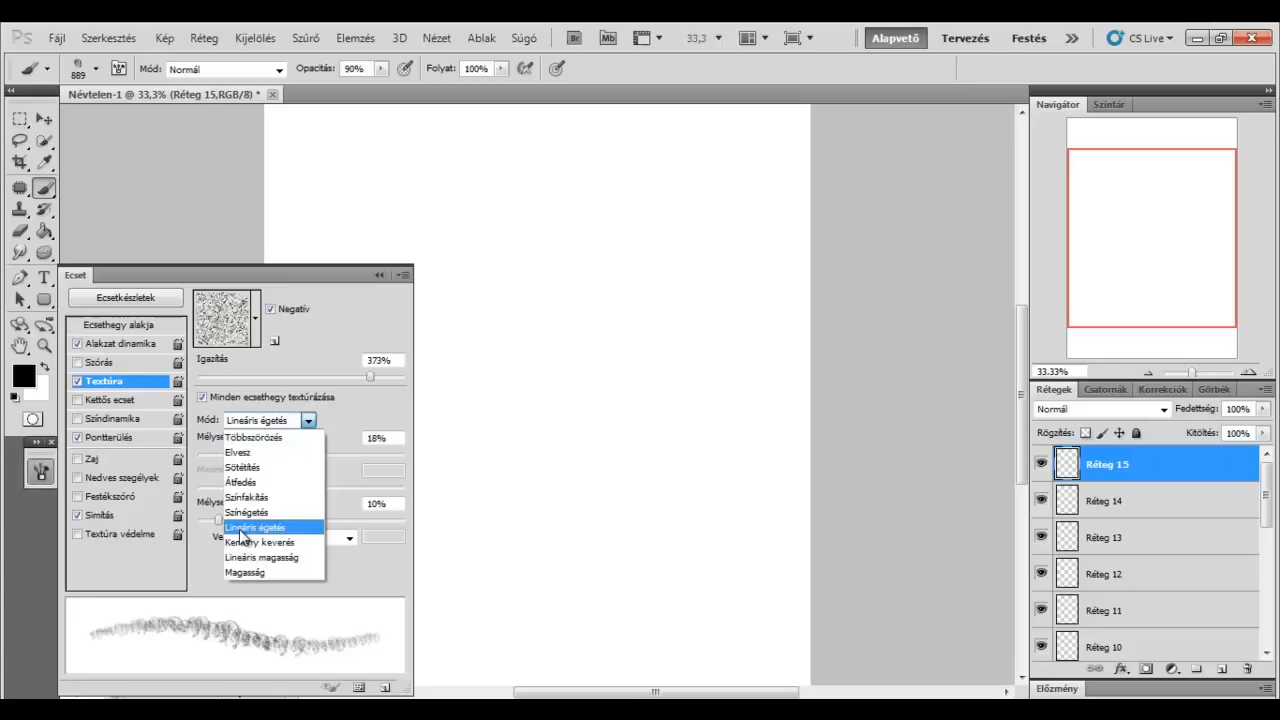 Ps Fájl Szerkesztés Kép Réteg Kijelölés Szűrő Elemzés 3D Nézet Ablak Súgó Br Mb 33,3 Alapvető Tervezés Festés CS Live
889 Mód: Normál Opacitás: 90% Folyat: 100%
Névtelen-1 @ 33,3% (Réteg 15,RGB/8) *
Navigátor Színtár
Ecset
Ecsetkészletek
Negatív
Ecsethegy alakja
Alakzat dinamika
Szórás
Textúra
Kettős ecset
Színdinamika
Pontterülés
Zaj
Nedves szegélyek
Festékszóró
Simítás
Textúra védelme
Igazítás 373%
Minden ecsethegy textúrázása
Mód: Lineáris égetés
Többszörözés
Elvesz
Sötétítés
Átfedés
Színfakítás
Színégetés
Lineáris égetés
Kemény keverés
Lineáris magasság
Magasság
18%
10%
33.33%
Rétegek Csatornák Korrekciók Görbék
Normál Fedettség: 100%
Rögzítés: Kitöltés: 100%
Réteg 15
Réteg 14
Réteg 13
Réteg 12
Réteg 11
Réteg 10
Előzmény